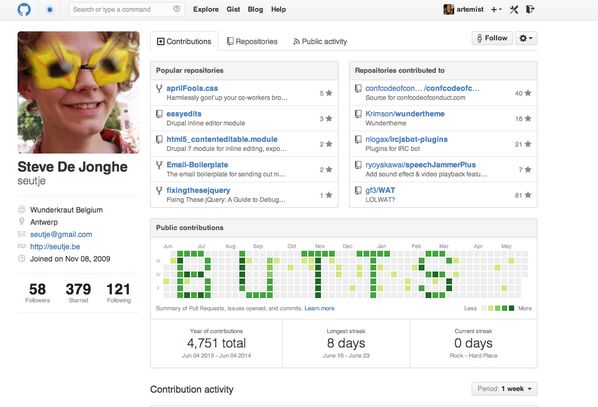 Search or type a command
Explore Gist Blog Help
artemist
Contributions Repositories Public activity
Follow
Popular repositories
aprilFools.css
Harmlessly goof up your co-workers bro…
5
easyedits
Drupal inline editor module
3
html5_contenteditable.module
Drupal 7 module for inline editing, expo…
2
Email-Boilerplate
The email boilerplate for sending out ni…
2
fixingthesejquery
Fixing These jQuery: A Guide to Debug…
1
Repositories contributed to
confcodeofcon…/confcodeofc…
Source for confcodeofconduct.com
40
Krimson/wundertheme
Wundertheme
16
nlogax/ircjsbot-plugins
Plugins for IRC bot
21
ryoyakawai/speechJammerPlus
Add sound effect & video playback featu…
7
gf3/WAT
LOLWAT?
81
Steve De Jonghe
seutje
Wunderkraut Belgium
Antwerp
seutje@gmail.com
http://seutje.be
Joined on Nov 08, 2009
58 379 121
Followers Starred Following
Public contributions
Jun Jul Aug Sep Oct Nov Dec Jan Feb Mar Apr May
M
W
F
BUTTS
Summary of Pull Requests, issues opened, and commits. Learn more.
Less More
Year of contributions
4,751 total
Jun 04 2013 - Jun 04 2014
Longest streak
8 days
June 16 - June 23
Current streak
0 days
Rock - Hard Place
Contribution activity
Period: 1 week